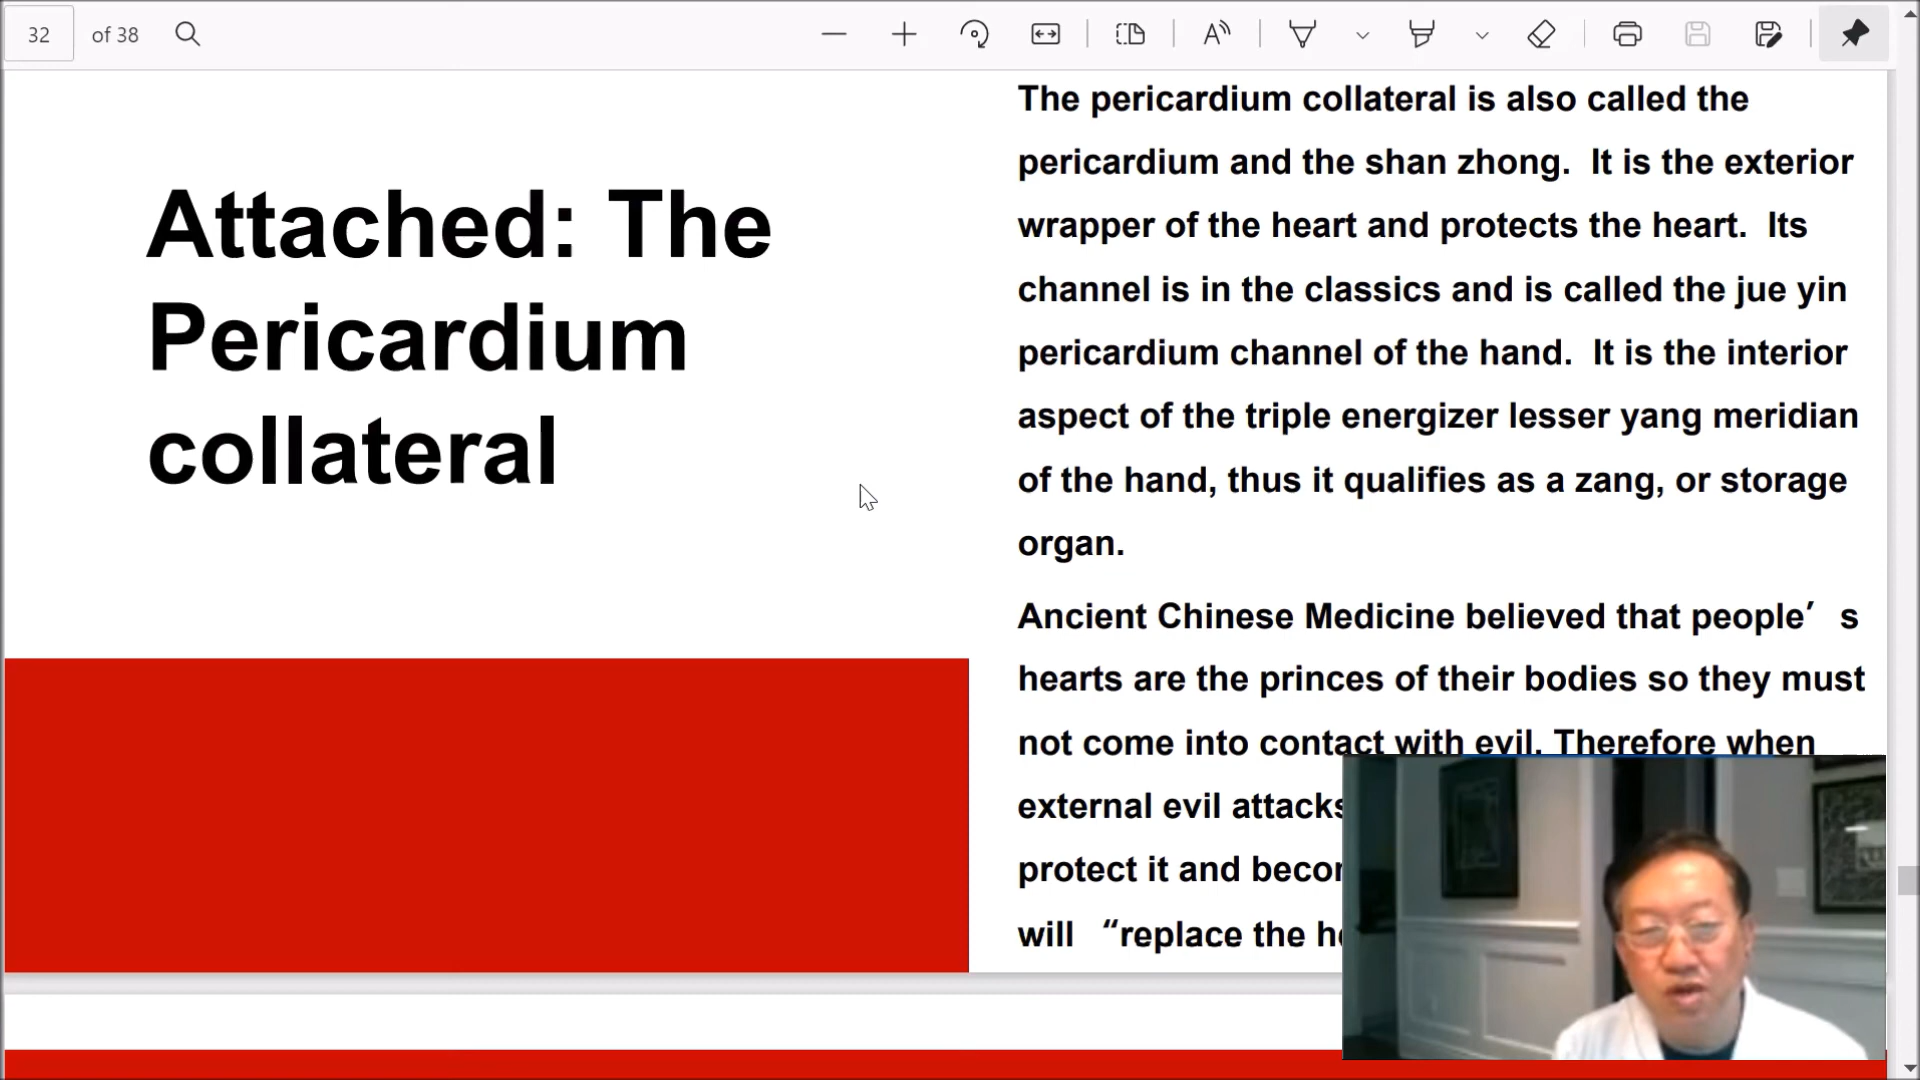 32 of 38
Attached: The
Pericardium
collateral
The pericardium collateral is also called the
pericardium and the shan zhong. It is the exterior
wrapper of the heart and protects the heart. Its
channel is in the classics and is called the jue yin
pericardium channel of the hand. It is the interior
aspect of the triple energizer lesser yang meridian
of the hand, thus it qualifies as a zang, or storage
organ.
Ancient Chinese Medicine believed that people’s
hearts are the princes of their bodies so they must
not come into contact with evil. Therefore when
external evil attacks
protect it and
will “replace the